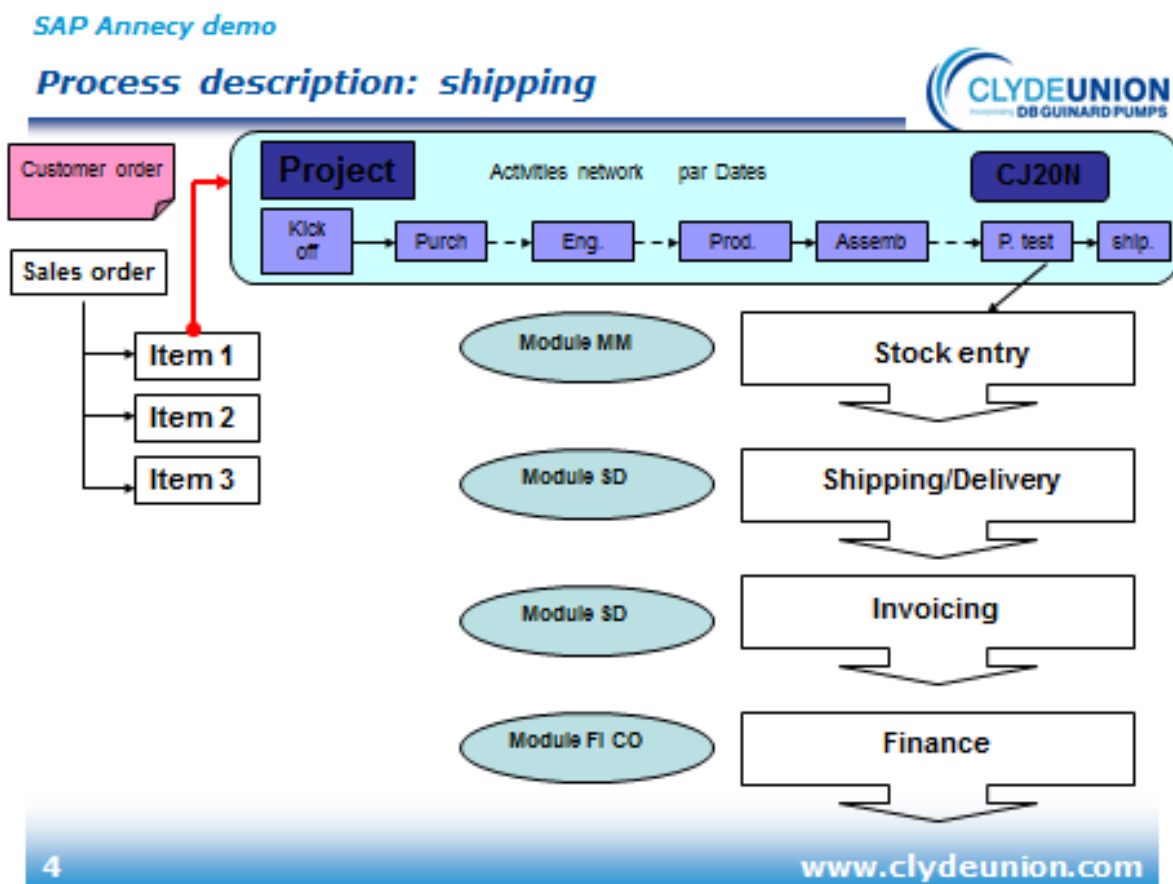 SAP Annecy demo
Process description: shipping
CLYDEUNION
Incorporating DB GUINARD PUMPS
Customer order
Project
Activities network par Dates
CJ20N
Kick
off
Purch
Eng.
Prod.
Assemb
P. test
ship.
Sales order
Item 1
Item 2
Item 3
Module MM
Stock entry
Module SD
Shipping/Delivery
Module SD
Invoicing
Module FI CO
Finance
4
www.clydeunion.com